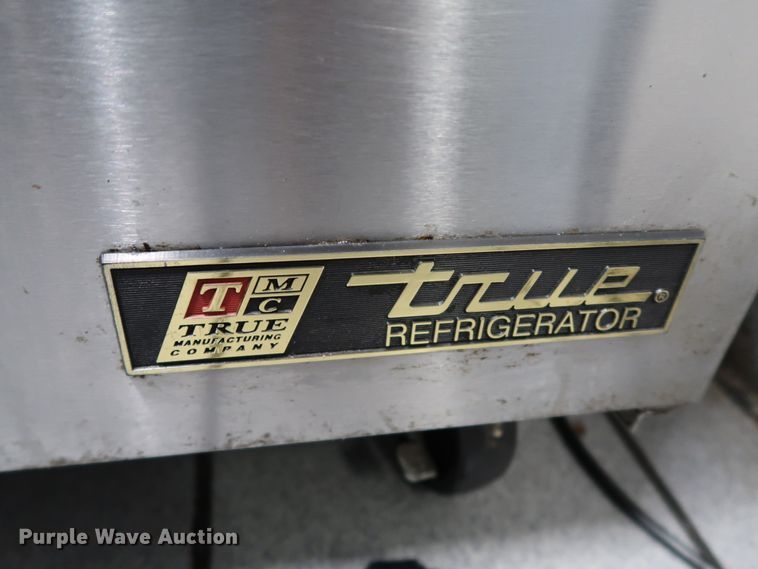 T M
C
TRUE
MANUFACTURING
COMPANY
true®
REFRIGERATOR
Purple Wave Auction